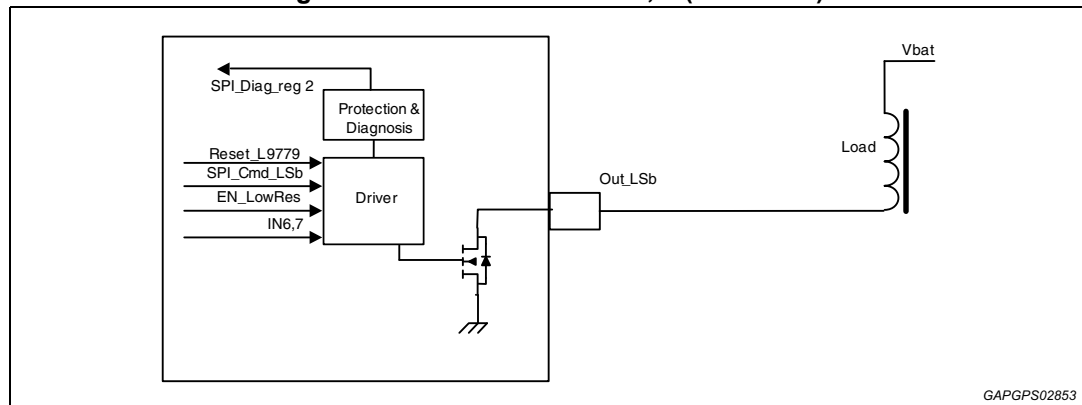 Vbat
SPI_Diag_reg 2
Protection &
Diagnosis
Load
Reset_L9779
SPI_Cmd_LSb
EN_LowRes
IN6,7
Driver
Out_LSb
GAPGPS02853